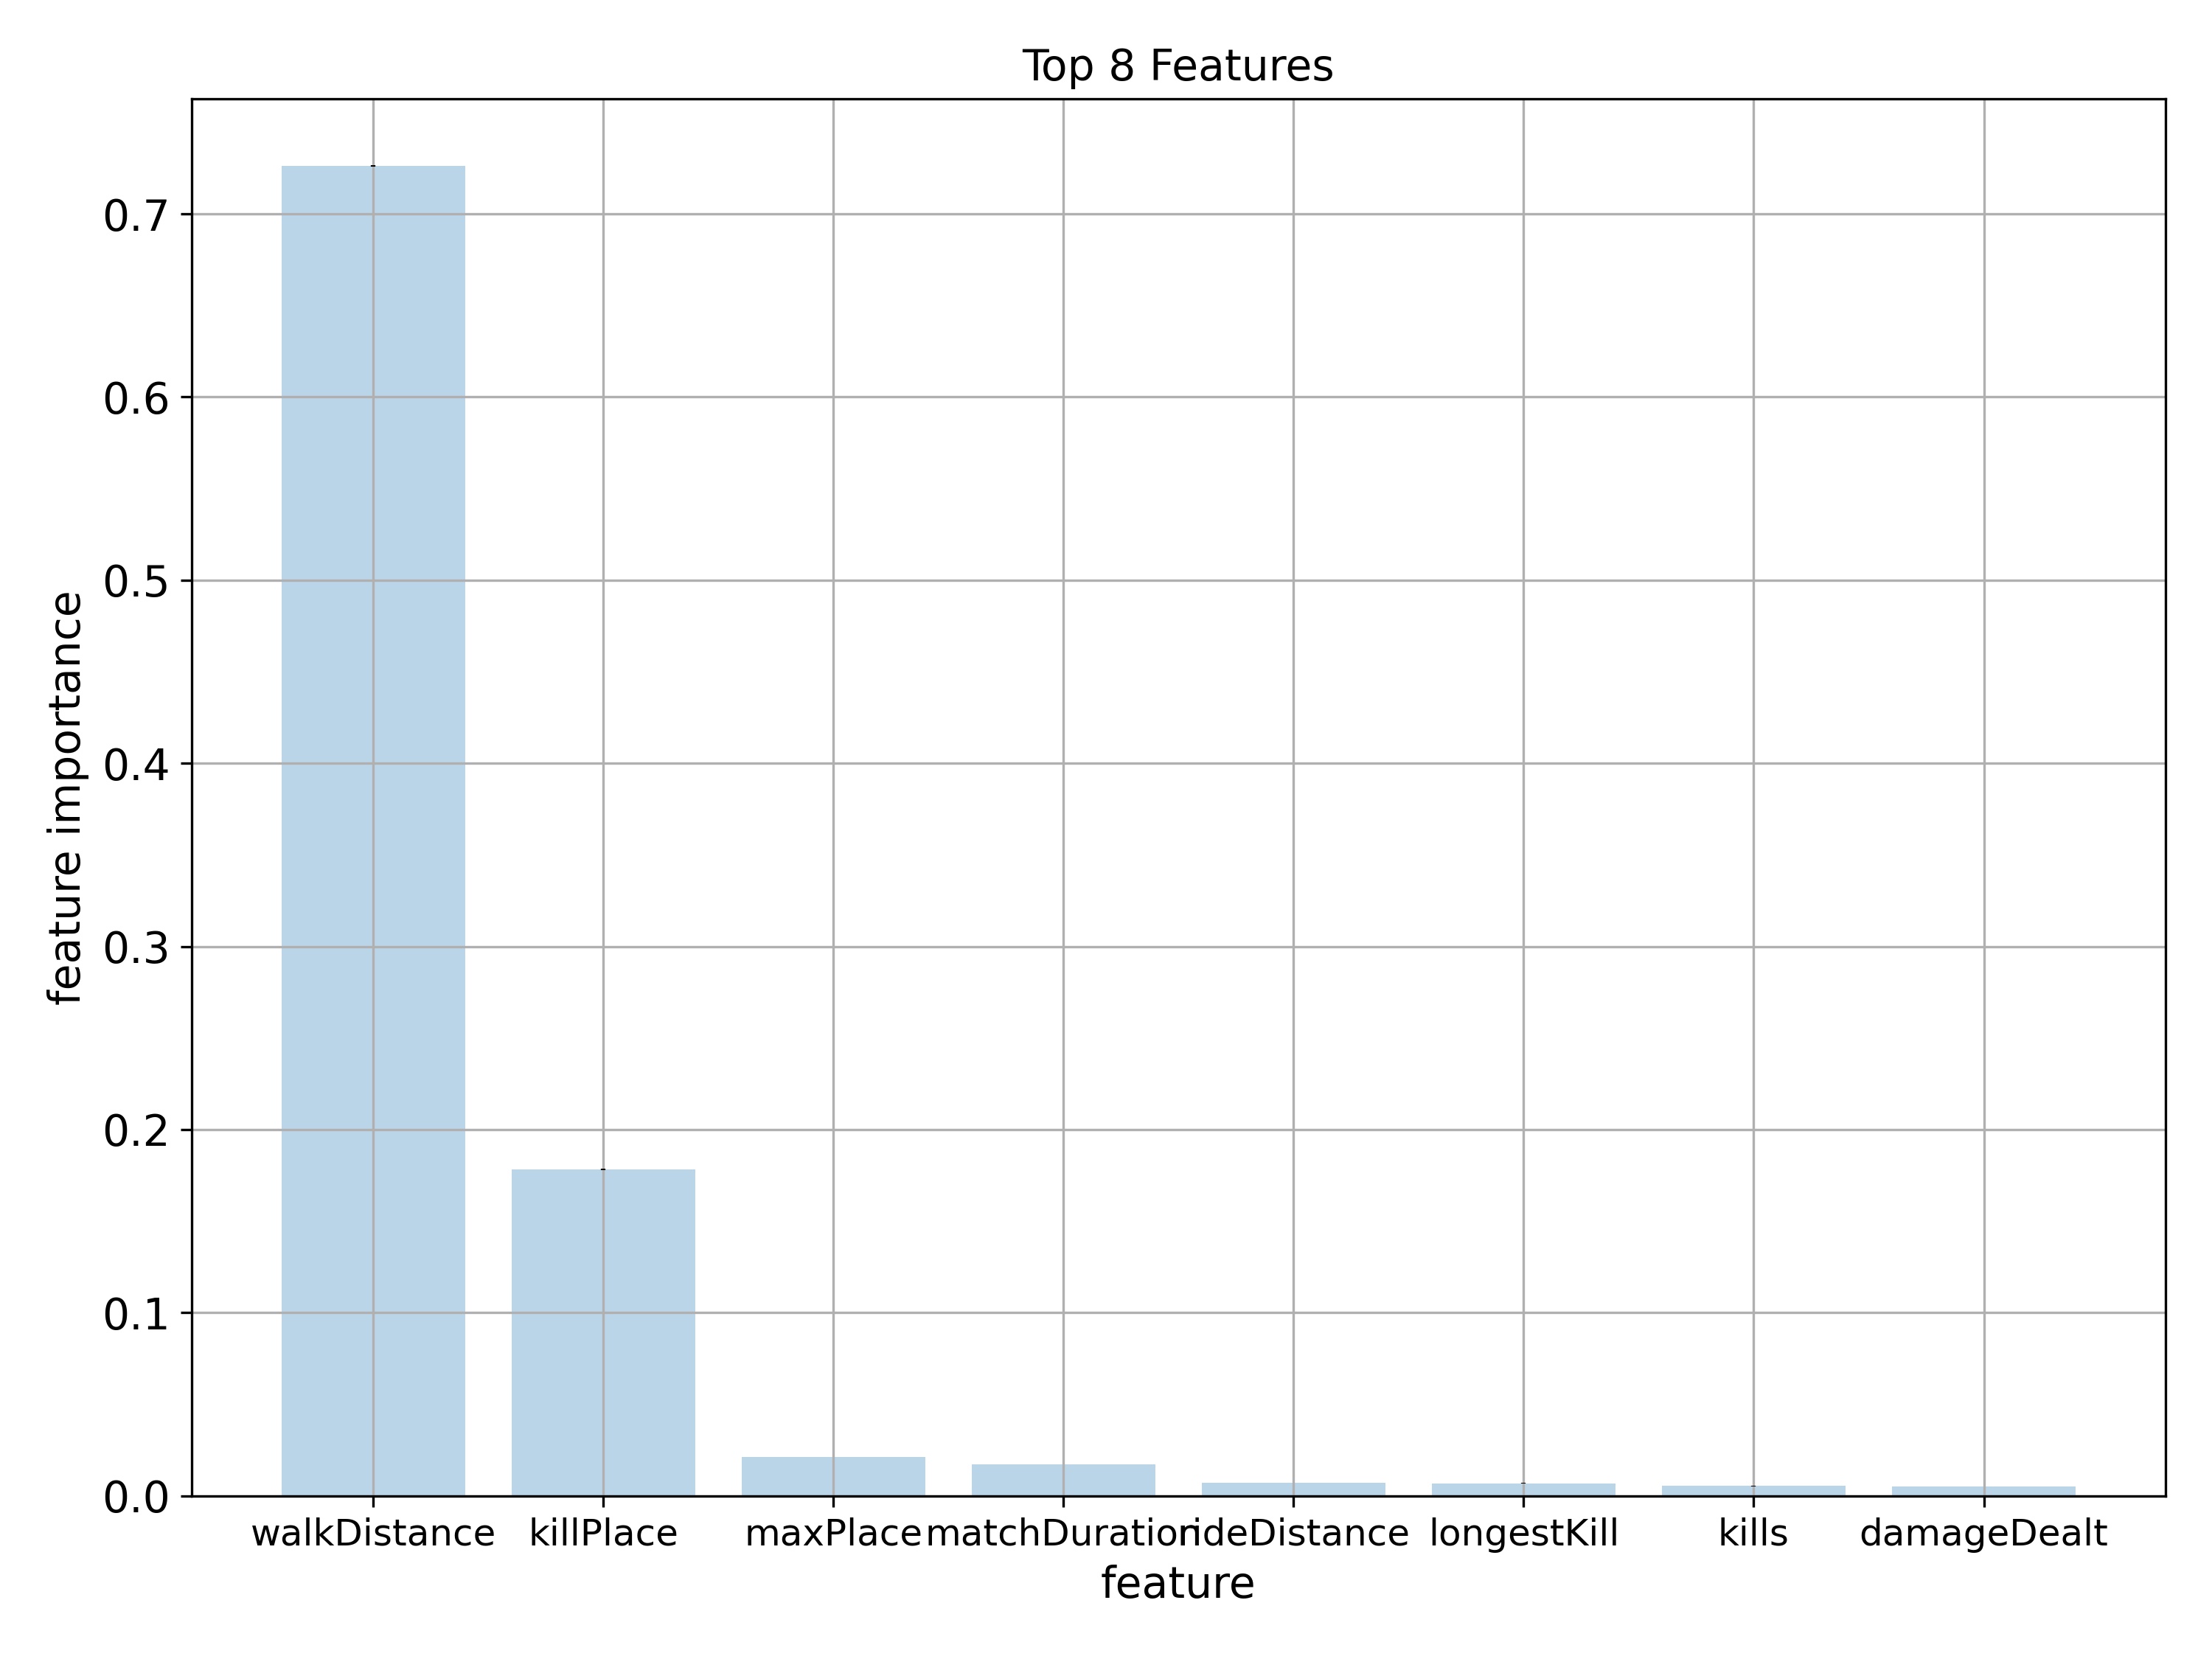 Top 8 Features
feature importance
0.7
0.6
0.5
0.4
0.3
0.2
0.1
0.0
walkDistance killPlace maxPlace matchDuration rideDistance longestKill kills damageDealt
feature